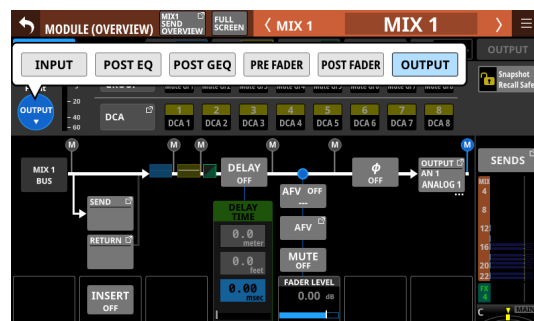 MODULE (OVERVIEW)
MIX1
SEND
OVERVIEW
FULL
SCREEN
MIX 1
MIX 1
INPUT
POST EQ
POST GEQ
PRE FADER
POST FADER
OUTPUT
OUTPUT
Snapshot
Recall Safe
OUTPUT
20
40
60
DCA
1 2 3 4 5 6 7 8
DCA 1 DCA 2 DCA 3 DCA 4 DCA 5 DCA 6 DCA 7 DCA 8
M M M M M
MIX 1
BUS
DELAY
OFF
AFV OFF
---
ϕ
OFF
OUTPUT
AN 1
ANALOG 1
...
SENDS
SEND
RETURN
INSERT
OFF
DELAY
TIME
0.0
meter
0.0
feet
0.00
msec
AFV
MUTE
OFF
FADER LEVEL
0.00 dB
MIX
4
8
12
16
20
22
FX
4
C
MAIN